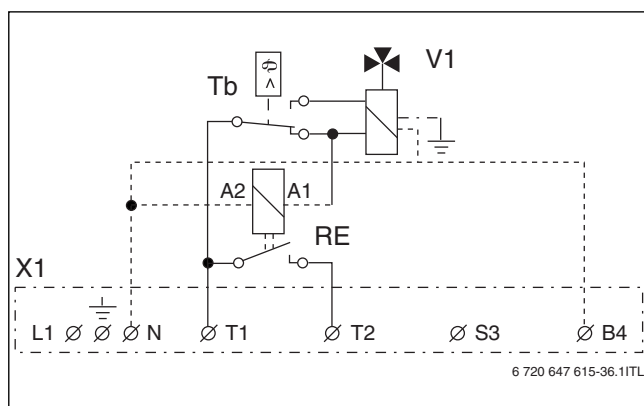 V1
Tb
ϑ <
A2 A1
RE
X1
L1 N T1 T2 S3 B4
6 720 647 615-36.1ITL